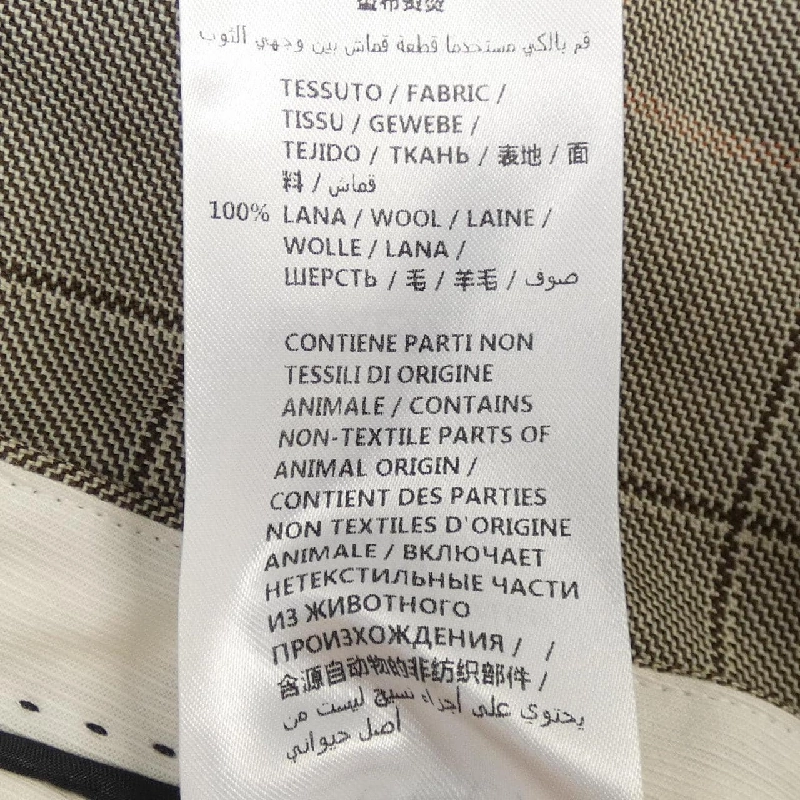 垫布熨烫
قم بالكي مستخدما قطعة قماش بين وجهي الثوب
TESSUTO / FABRIC /
TISSU / GEWEBE /
TEJIDO / ТКАНЬ / 表地 / 面
料 / قماش
100% LANA / WOOL / LAINE /
WOLLE / LANA /
ШЕРСТЬ / 毛 / 羊毛 / صوف
CONTIENE PARTI NON
TESSILI DI ORIGINE
ANIMALE / CONTAINS
NON-TEXTILE PARTS OF
ANIMAL ORIGIN /
CONTIENT DES PARTIES
NON TEXTILES D'ORIGINE
ANIMALE / ВКЛЮЧАЕТ
НЕТЕКСТИЛЬНЫЕ ЧАСТИ
ИЗ ЖИВОТНОГО
ПРОИЗХОЖДЕНИЯ / /
含源自动物的非纺织部件 /
يحتوي على أجزاء نسيج ليست من
أصل حيواني